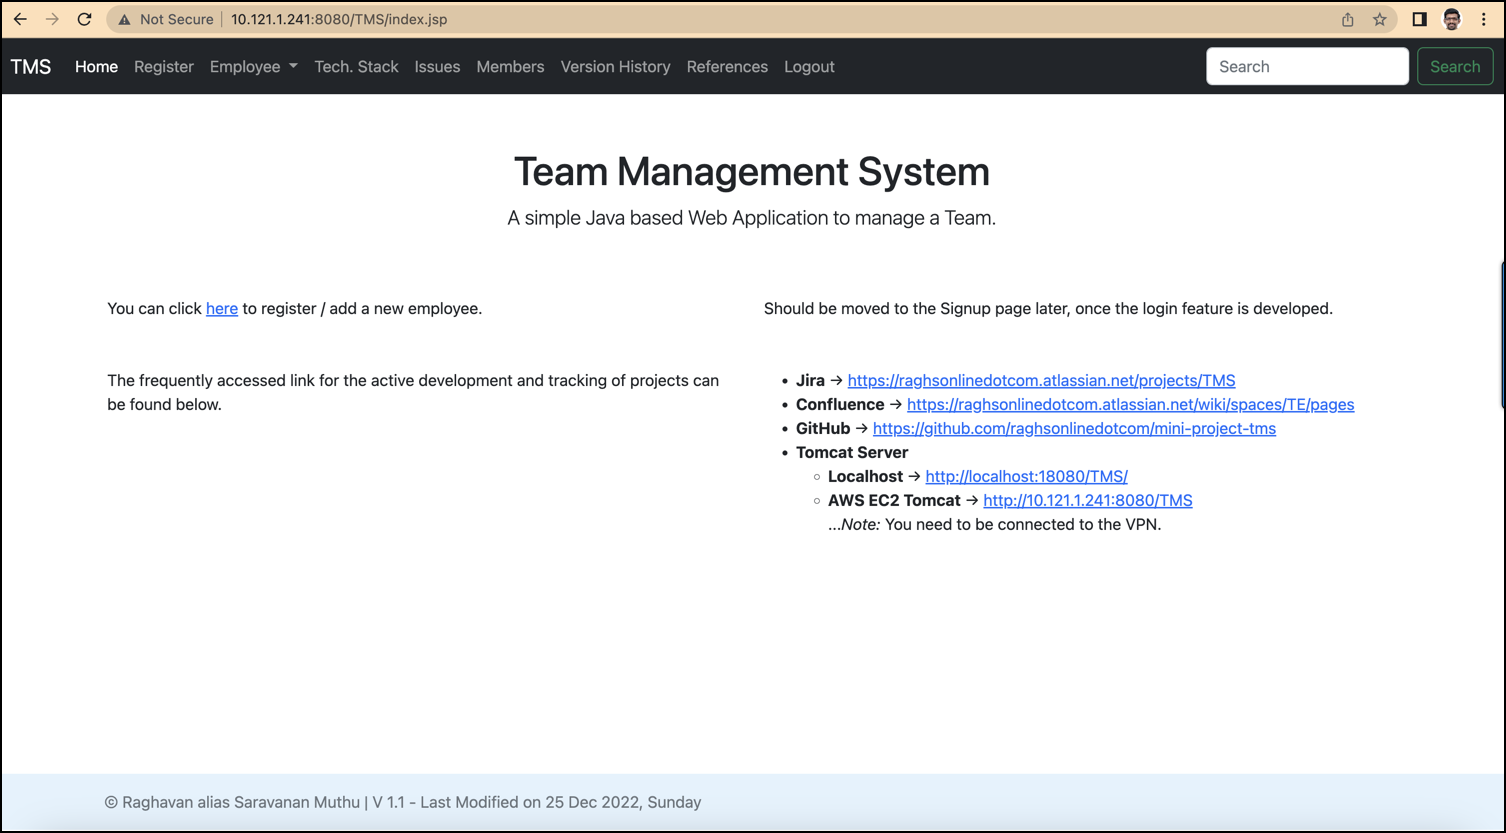 Not Secure | 10.121.1.241:8080/TMS/index.jsp
TMS Home Register Employee Tech. Stack Issues Members Version History References Logout Search Search
Team Management System
A simple Java based Web Application to manage a Team.
You can click here to register / add a new employee.
Should be moved to the Signup page later, once the login feature is developed.
The frequently accessed link for the active development and tracking of projects can
be found below.
• Jira → https://raghsonlinedotcom.atlassian.net/projects/TMS
• Confluence → https://raghsonlinedotcom.atlassian.net/wiki/spaces/TE/pages
• GitHub → https://github.com/raghsonlinedotcom/mini-project-tms
• Tomcat Server
◦ Localhost → http://localhost:18080/TMS/
◦ AWS EC2 Tomcat → http://10.121.1.241:8080/TMS
...Note: You need to be connected to the VPN.
© Raghavan alias Saravanan Muthu | V 1.1 - Last Modified on 25 Dec 2022, Sunday